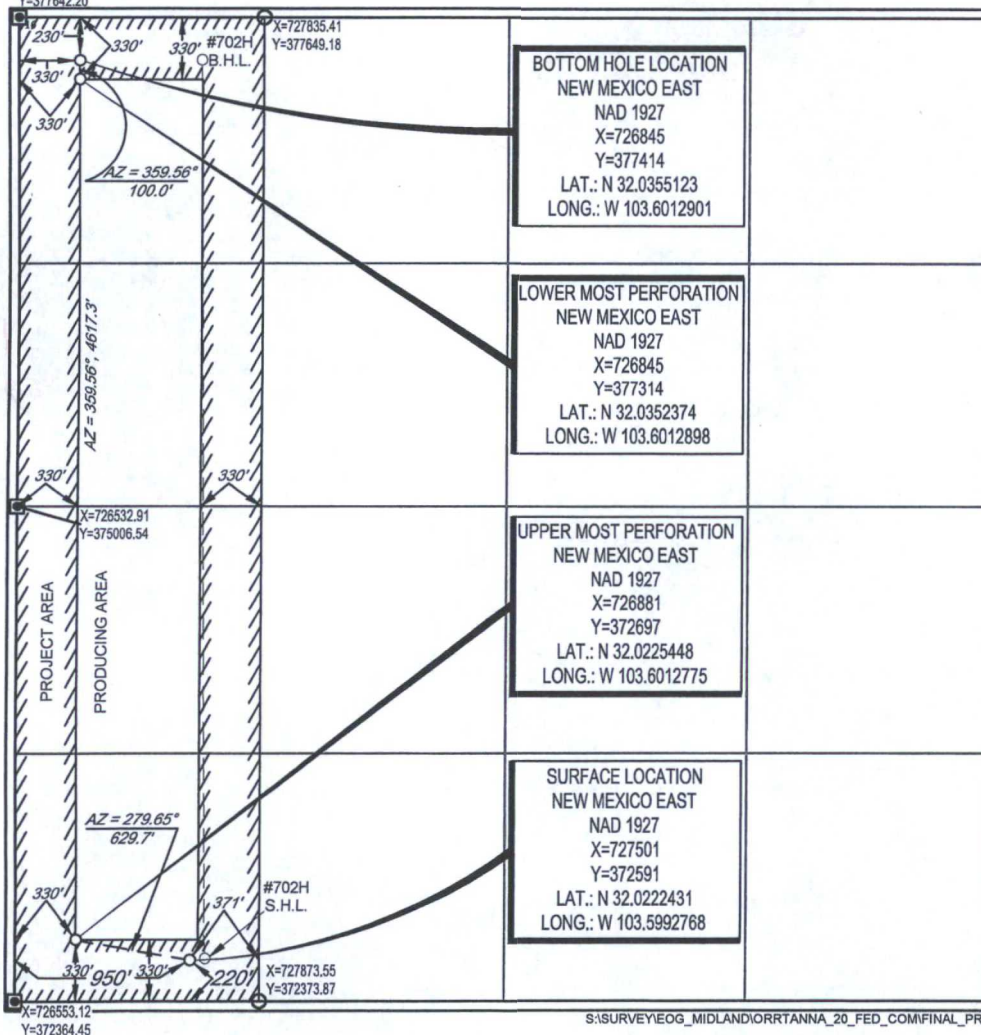 Y=377642.20
X=727835.41
Y=377649.18
230'
330'
330'
#702H
B.H.L.
330'
330'
AZ = 359.56°
100.0'
BOTTOM HOLE LOCATION
NEW MEXICO EAST
NAD 1927
X=726845
Y=377414
LAT.: N 32.0355123
LONG.: W 103.6012901
LOWER MOST PERFORATION
NEW MEXICO EAST
NAD 1927
X=726845
Y=377314
LAT.: N 32.0352374
LONG.: W 103.6012898
AZ = 359.56°, 4617.3'
330'
330'
X=726532.91
Y=375006.54
PROJECT AREA
PRODUCING AREA
UPPER MOST PERFORATION
NEW MEXICO EAST
NAD 1927
X=726881
Y=372697
LAT.: N 32.0225448
LONG.: W 103.6012775
SURFACE LOCATION
NEW MEXICO EAST
NAD 1927
X=727501
Y=372591
LAT.: N 32.0222431
LONG.: W 103.5992768
AZ = 279.65°
629.7'
330'
371'
#702H
S.H.L.
330'
950'
330'
220'
X=727873.55
Y=372373.87
X=726553.12
Y=372364.45
S:\SURVEY\EOG_MIDLAND\ORRTANNA_20_FED_COM\FINAL_PR